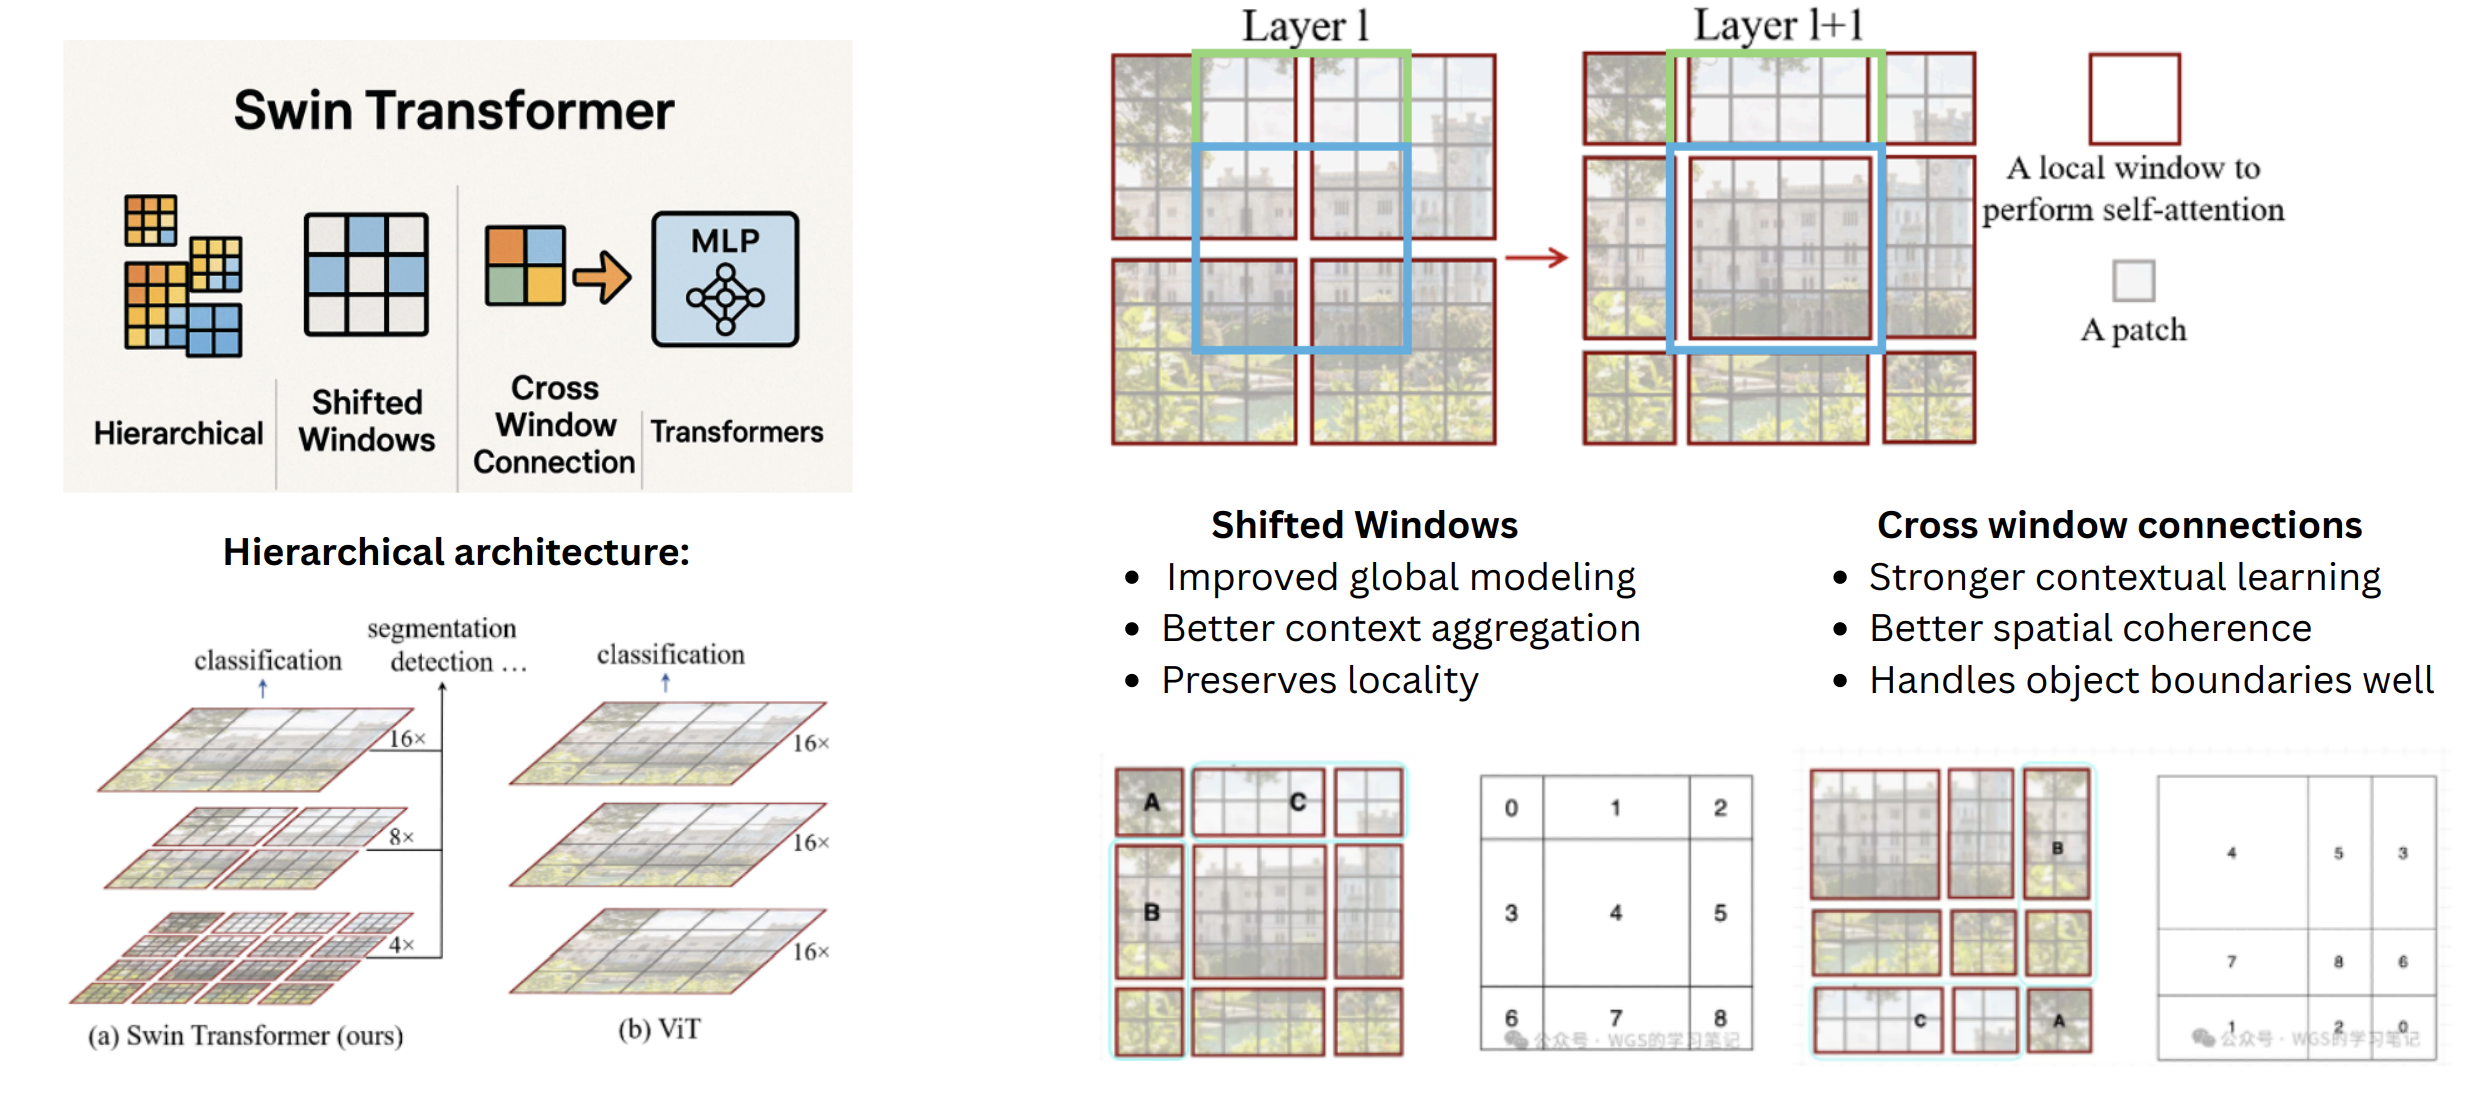 Swin Transformer
MLP
Hierarchical
Shifted
Windows
Cross
Window
Connection
Transformers
Hierarchical architecture:
classification
segmentation
detection ...
16×
8×
4×
(a) Swin Transformer (ours)
classification
16×
16×
16×
(b) ViT
Layer l
Layer l+1
A local window to
perform self-attention
A patch
Shifted Windows
• Improved global modeling
• Better context aggregation
• Preserves locality
Cross window connections
• Stronger contextual learning
• Better spatial coherence
• Handles object boundaries well
A C
B
0 1 2
3 4 5
6 7 8
公众号 · WGS的学习笔记
B
C A
4 5 3
7 8 6
1 2 0
公众号 · WGS的学习笔记